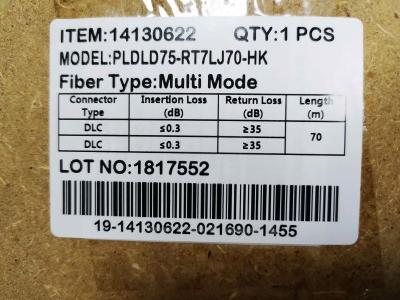 ITEM:14130622 QTY:1 PCS
MODEL:PLDLD75-RT7LJ70-HK
Fiber Type:Multi Mode
Connector Type Insertion Loss (dB) Return Loss (dB) Length (m)
DLC ≤0.3 ≥35 70
DLC ≤0.3 ≥35
LOT NO:1817552
19-14130622-021690-1455